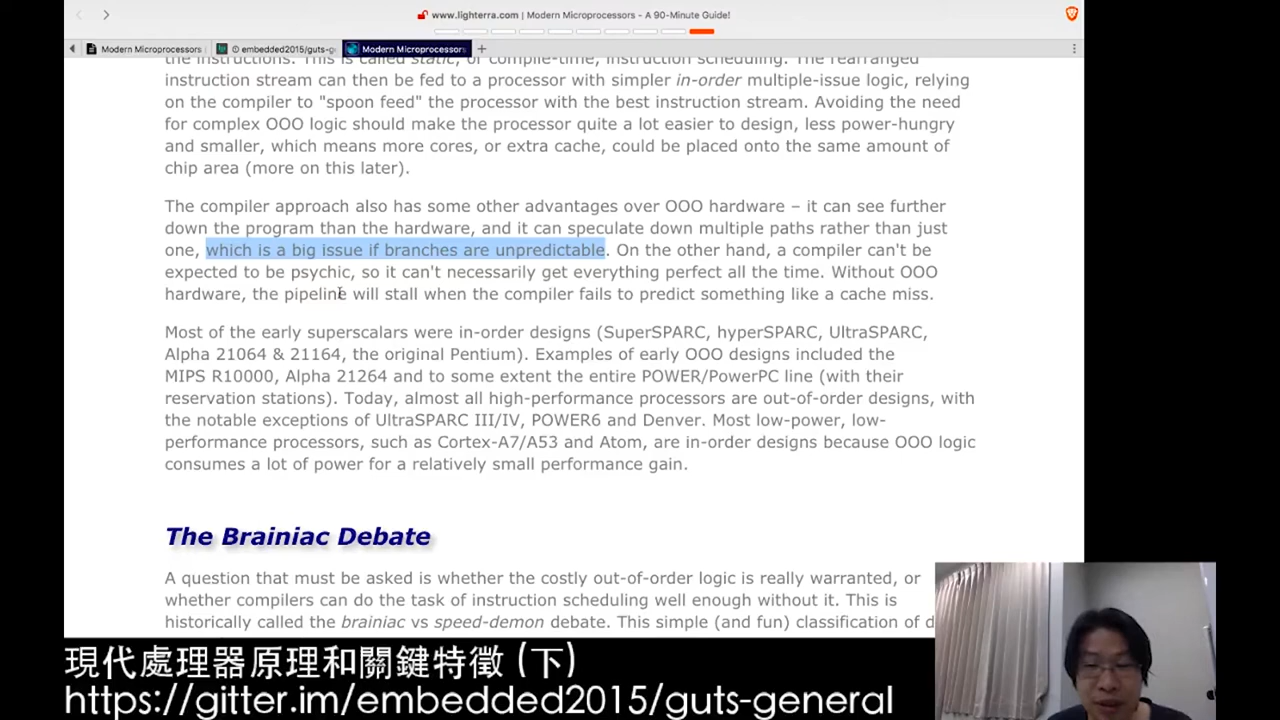 www.lighterra.com | Modern Microprocessors - A 90-Minute Guide!
Modern Microprocessors
embedded2015/guts-g
Modern Microprocessors
the instructions. This is called static, or compile-time, instruction scheduling. The rearranged
instruction stream can then be fed to a processor with simpler in-order multiple-issue logic, relying
on the compiler to "spoon feed" the processor with the best instruction stream. Avoiding the need
for complex OOO logic should make the processor quite a lot easier to design, less power-hungry
and smaller, which means more cores, or extra cache, could be placed onto the same amount of
chip area (more on this later).
The compiler approach also has some other advantages over OOO hardware – it can see further
down the program than the hardware, and it can speculate down multiple paths rather than just
one, which is a big issue if branches are unpredictable. On the other hand, a compiler can't be
expected to be psychic, so it can't necessarily get everything perfect all the time. Without OOO
hardware, the pipeline will stall when the compiler fails to predict something like a cache miss.
Most of the early superscalars were in-order designs (SuperSPARC, hyperSPARC, UltraSPARC,
Alpha 21064 & 21164, the original Pentium). Examples of early OOO designs included the
MIPS R10000, Alpha 21264 and to some extent the entire POWER/PowerPC line (with their
reservation stations). Today, almost all high-performance processors are out-of-order designs, with
the notable exceptions of UltraSPARC III/IV, POWER6 and Denver. Most low-power, low-
performance processors, such as Cortex-A7/A53 and Atom, are in-order designs because OOO logic
consumes a lot of power for a relatively small performance gain.
The Brainiac Debate
A question that must be asked is whether the costly out-of-order logic is really warranted, or
whether compilers can do the task of instruction scheduling well enough without it. This is
historically called the brainiac vs speed-demon debate. This simple (and fun) classification of d
現代處理器原理和關鍵特徵 (下)
https://gitter.im/embedded2015/guts-general